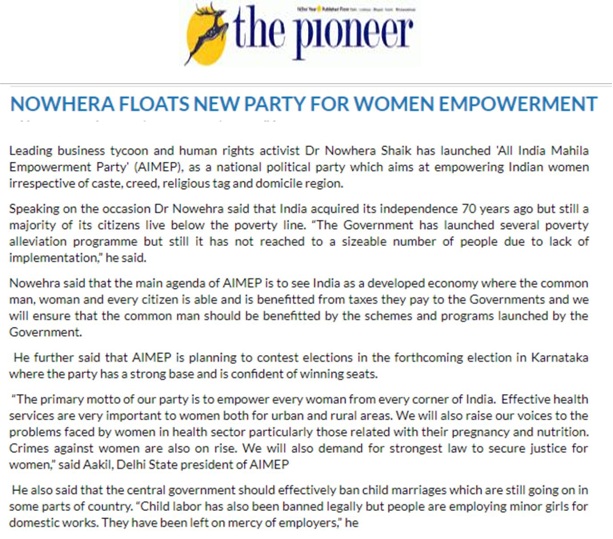 the pioneer
NOWHERA FLOATS NEW PARTY FOR WOMEN EMPOWERMENT
Leading business tycoon and human rights activist Dr Nowhera Shaik has launched 'All India Mahila
Empowerment Party' (AIMEP), as a national political party which aims at empowering Indian women
irrespective of caste, creed, religious tag and domicile region.
Speaking on the occasion Dr Nowehra said that India acquired its independence 70 years ago but still a
majority of its citizens live below the poverty line. "The Government has launched several poverty
alleviation programme but still it has not reached to a sizeable number of people due to lack of
implementation," he said.
Nowehra said that the main agenda of AIMEP is to see India as a developed economy where the common
man, woman and every citizen is able and is benefitted from taxes they pay to the Governments and we
will ensure that the common man should be benefitted by the schemes and programs launched by the
Government.
He further said that AIMEP is planning to contest elections in the forthcoming election in Karnataka
where the party has a strong base and is confident of winning seats.
"The primary motto of our party is to empower every woman from every corner of India. Effective health
services are very important to women both for urban and rural areas. We will also raise our voices to the
problems faced by women in health sector particularly those related with their pregnancy and nutrition.
Crimes against women are also on rise. We will also demand for strongest law to secure justice for
women," said Aakil, Delhi State president of AIMEP
He also said that the central government should effectively ban child marriages which are still going on in
some parts of country. "Child labor has also been banned legally but people are employing minor girls for
domestic works. They have been left on mercy of employers," he